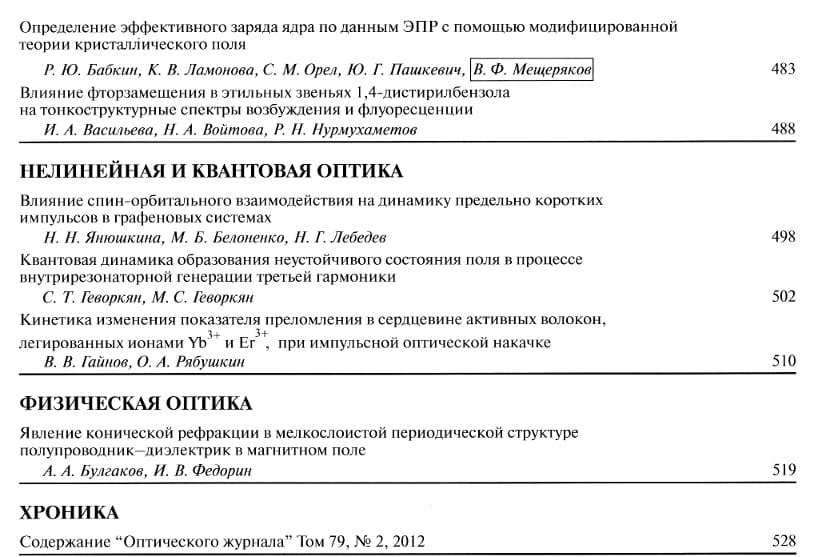 Определение эффективного заряда ядра по данным ЭПР с помощью модифицированной
теории кристаллического поля
Р. Ю. Бабкин, К. В. Ламонова, С. М. Орел, Ю. Г. Пашкевич, В. Ф. Мещеряков 483
Влияние фторзамещения в этильных звеньях 1,4-дистирилбензола
на тонкоструктурные спектры возбуждения и флуоресценции
И. А. Васильева, Н. А. Войтова, Р. Н. Нурмухаметов 488
НЕЛИНЕЙНАЯ И КВАНТОВАЯ ОПТИКА
Влияние спин-орбитального взаимодействия на динамику предельно коротких
импульсов в графеновых системах
Н. Н. Янюшкина, М. Б. Белоненко, Н. Г. Лебедев 498
Квантовая динамика образования неустойчивого состояния поля в процессе
внутрирезонаторной генерации третьей гармоники
С. Т. Геворкян, М. С. Геворкян 502
Кинетика изменения показателя преломления в сердцевине активных волокон,
легированных ионами Yb³⁺ и Er³⁺, при импульсной оптической накачке
В. В. Гайнов, О. А. Рябушкин 510
ФИЗИЧЕСКАЯ ОПТИКА
Явление конической рефракции в мелкослоистой периодической структуре
полупроводник–диэлектрик в магнитном поле
А. А. Булгаков, И. В. Федорин 519
ХРОНИКА
Содержание “Оптического журнала” Том 79, № 2, 2012 528